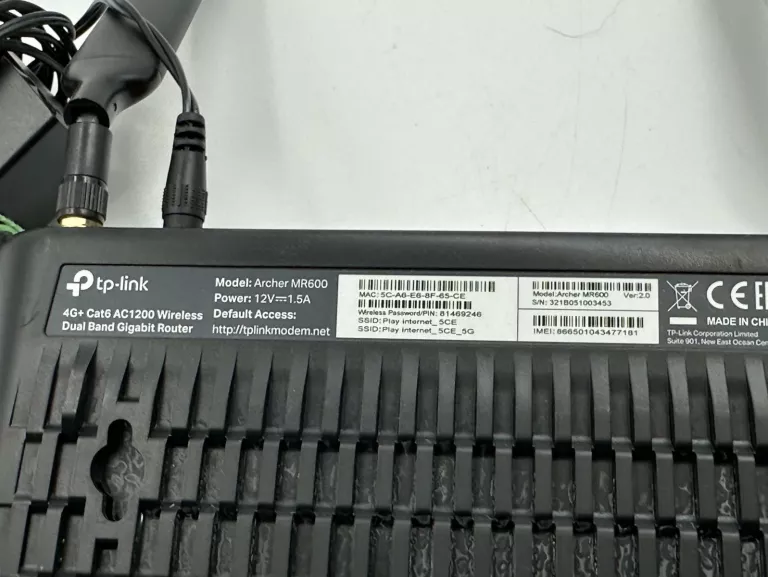 tp-link
4G+ Cat6 AC1200 Wireless
Dual Band Gigabit Router
Model: Archer MR600
Power: 12V⎓1.5A
Default Access:
http://tplinkmodem.net
MAC:5C-A6-E6-8F-65-CE
Wireless Password/PIN: 81469246
SSID:Play internet_5CE
SSID:Play internet_5CE_5G
Model:Archer MR600 Ver:2.0
S/N: 321B051003453
IMEI:866501043477181
CE
MADE IN CHI
TP-Link Corporation Limited
Suite 901, New East Ocean Cen